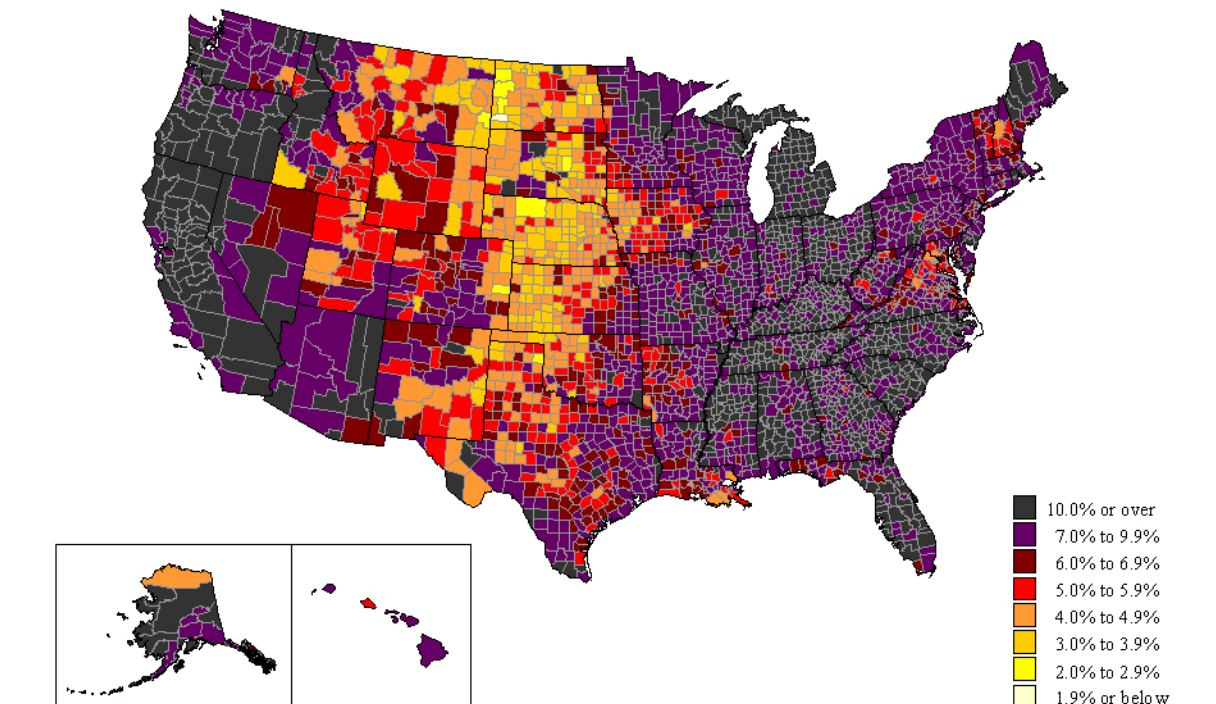 10.0% or over
7.0% to 9.9%
6.0% to 6.9%
5.0% to 5.9%
4.0% to 4.9%
3.0% to 3.9%
2.0% to 2.9%
1.9% or below